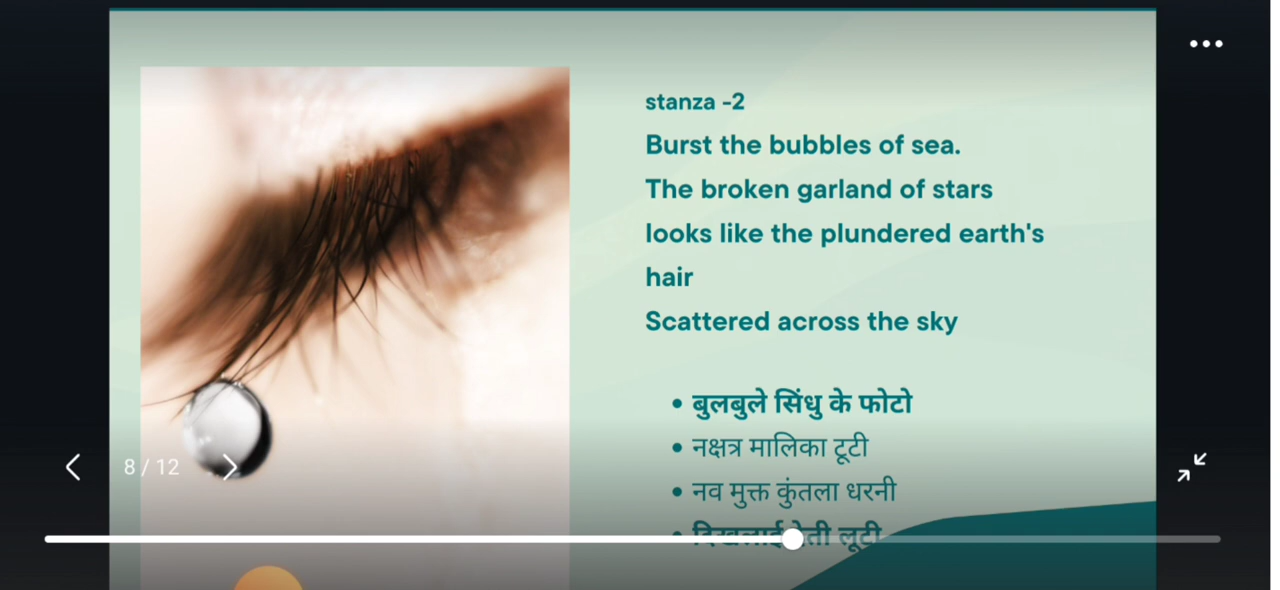 stanza -2
Burst the bubbles of sea.
The broken garland of stars
looks like the plundered earth's
hair
Scattered across the sky
• बुलबुले सिंधु के फोटो
• नक्षत्र मालिका टूटी
• नव मुक्त कुंतला धरनी
• दिखलाई देती लूटी
8 / 12